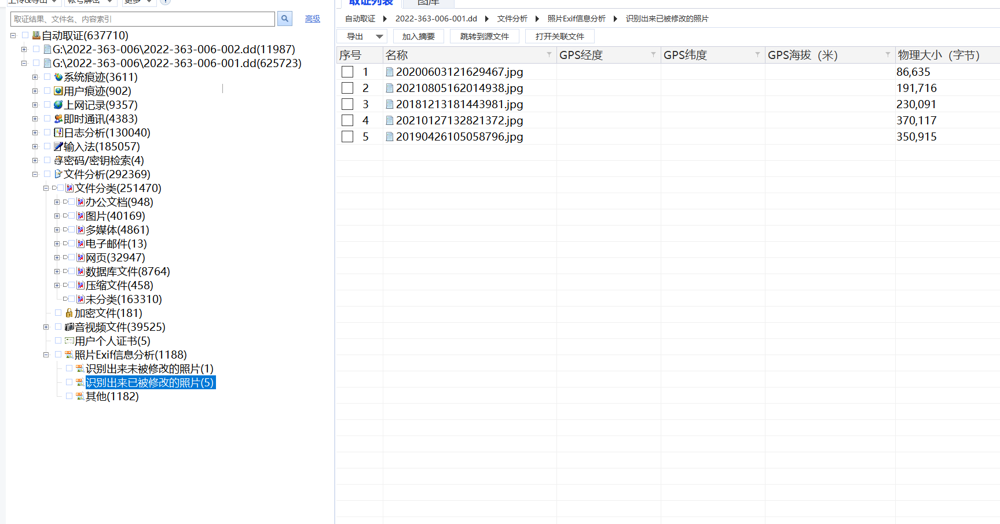 上传&导出
帐号解密
更多
取证结果、文件名、内容索引
高级
自动取证(637710)
G:\2022-363-006\2022-363-006-002.dd(11987)
G:\2022-363-006\2022-363-006-001.dd(625723)
系统痕迹(3611)
用户痕迹(902)
上网记录(9357)
即时通讯(4383)
日志分析(130040)
输入法(185057)
密码/密钥检索(4)
文件分析(292369)
文件分类(251470)
办公文档(948)
图片(40169)
多媒体(4861)
电子邮件(13)
网页(32947)
数据库文件(8764)
压缩文件(458)
未分类(163310)
加密文件(181)
音视频文件(39525)
用户个人证书(5)
照片Exif信息分析(1188)
识别出来未被修改的照片(1)
识别出来已被修改的照片(5)
其他(1182)
取证列表 图库
自动取证 2022-363-006-001.dd 文件分析 照片Exif信息分析 识别出来已被修改的照片
导出 加入摘要 跳转到源文件 打开关联文件
序号 名称 GPS经度 GPS纬度 GPS海拔（米） 物理大小（字节）
1 20200603121629467.jpg 86,635
2 20210805162014938.jpg 191,716
3 20181213181443981.jpg 230,091
4 20210127132821372.jpg 370,117
5 20190426105058796.jpg 350,915